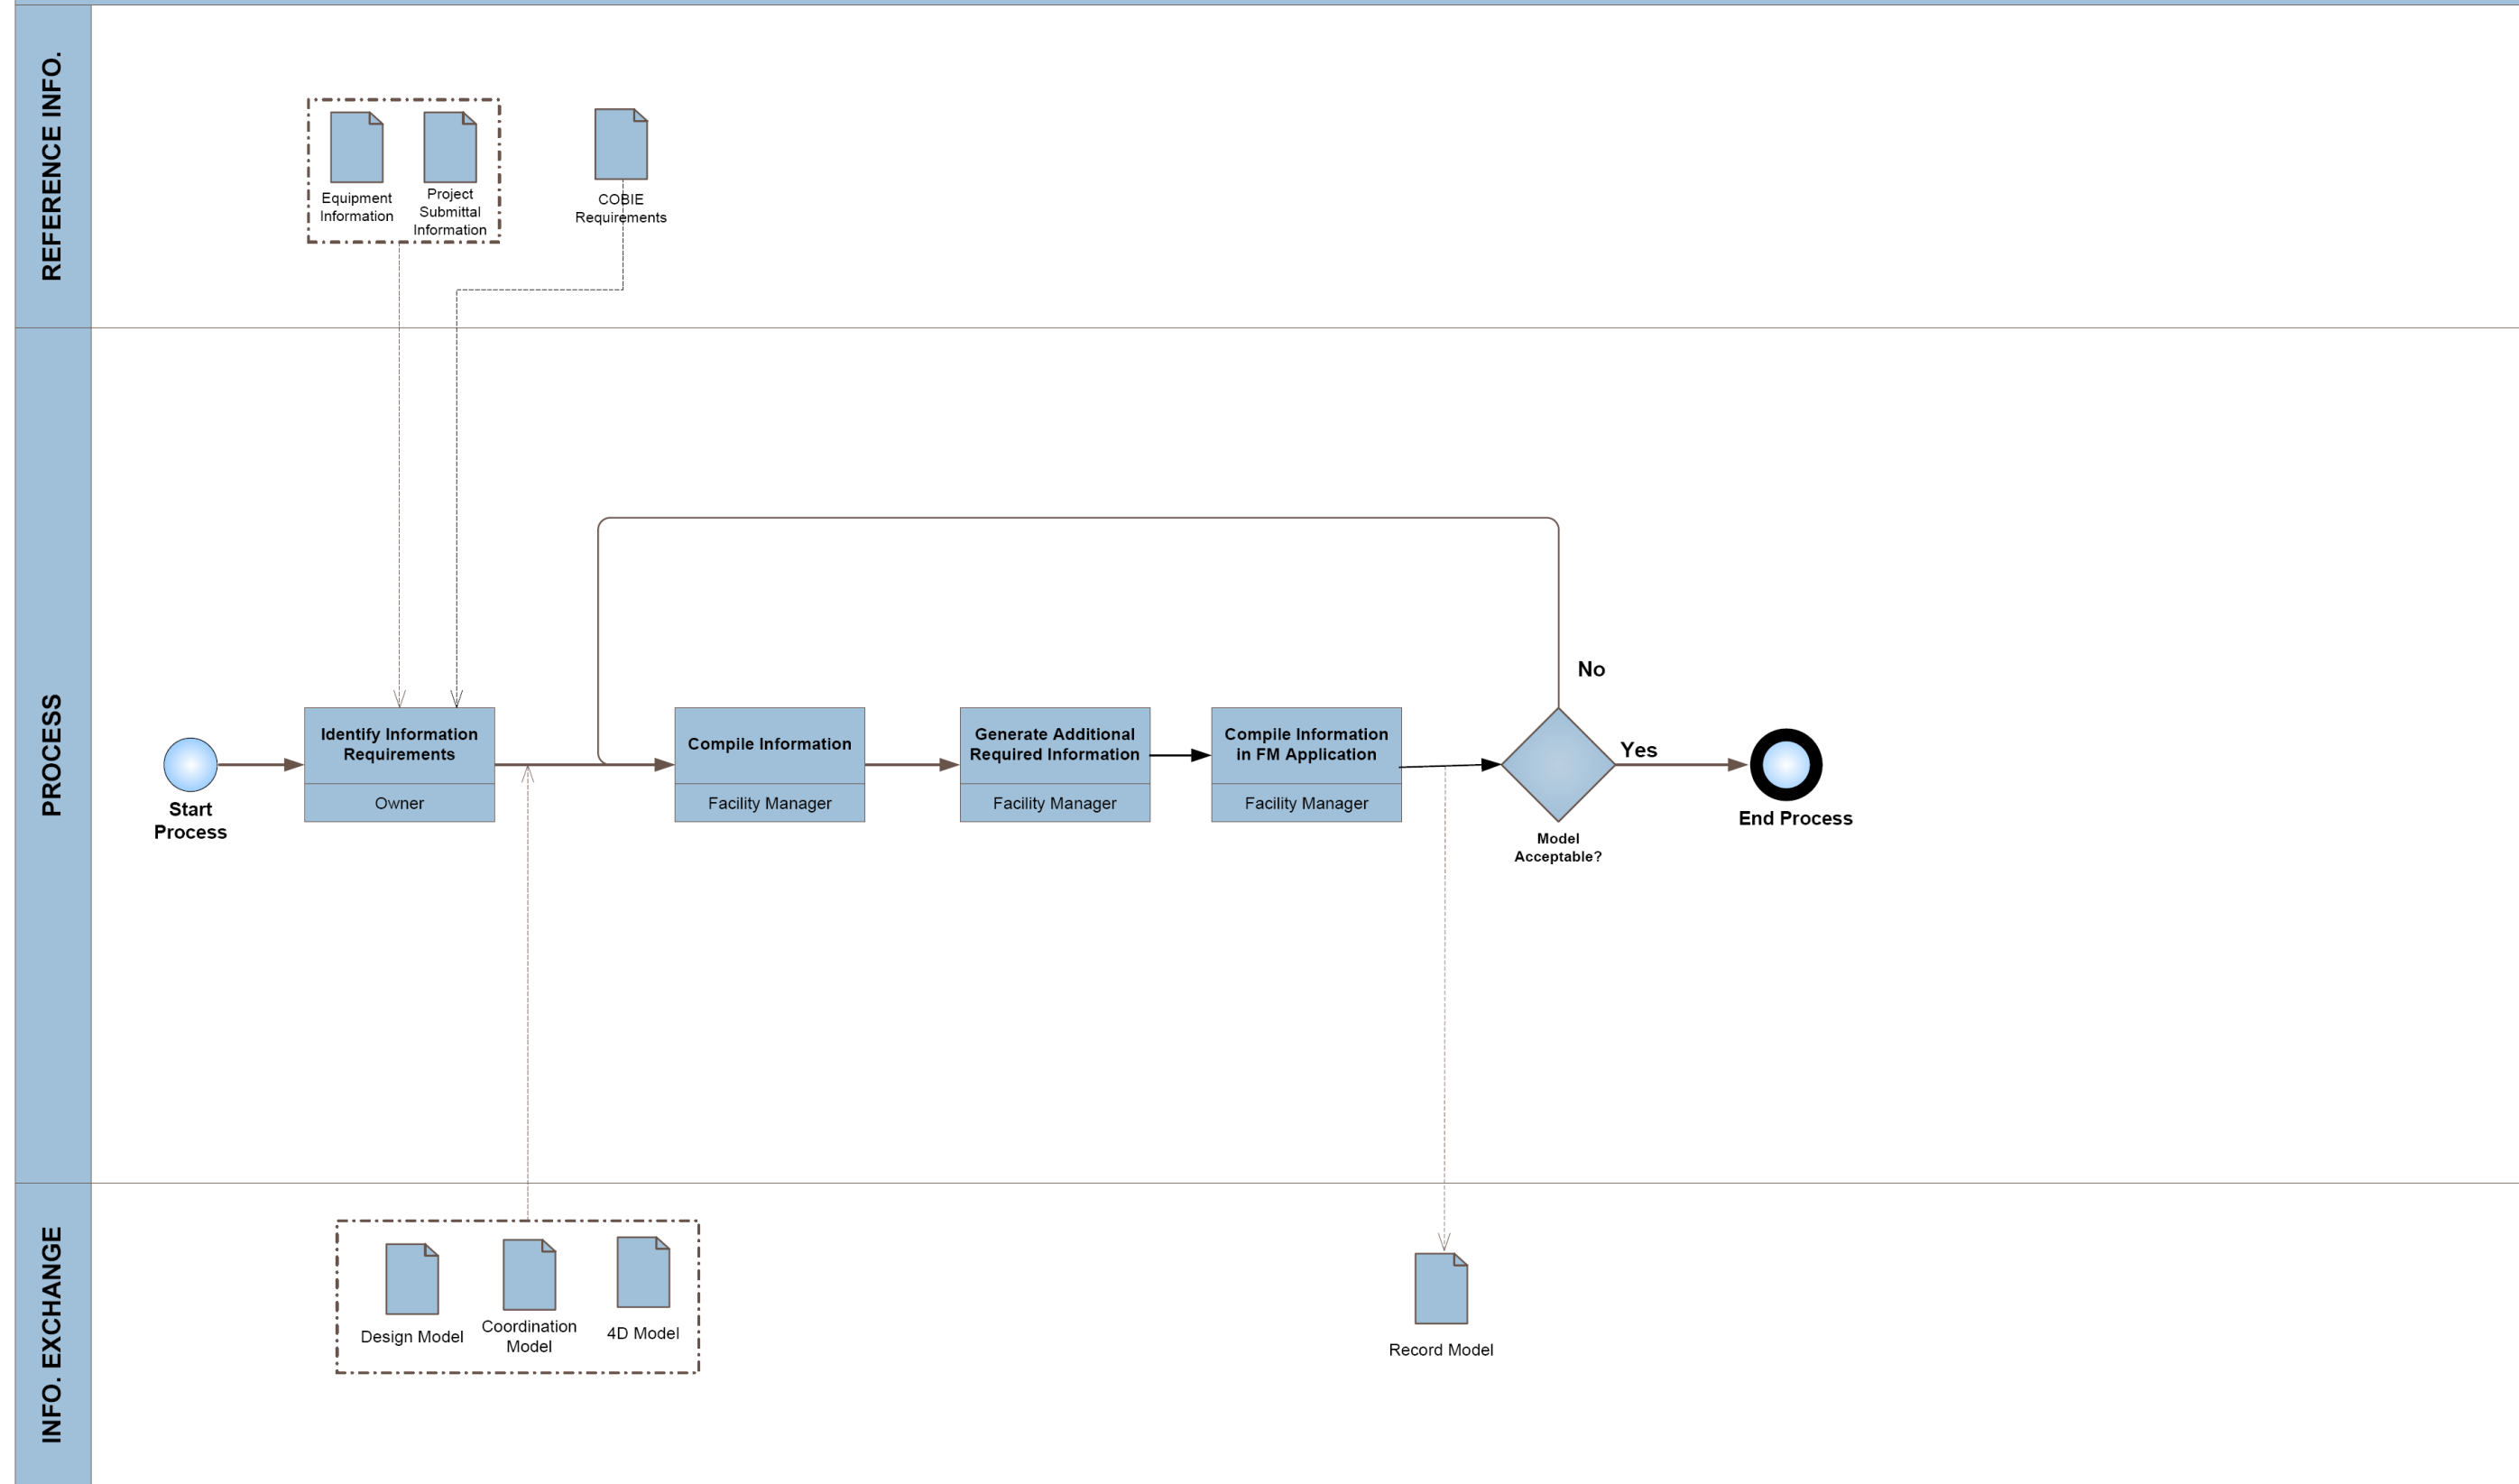 REFERENCE INFO.
Equipment
Information
Project
Submittal
Information
COBIE
Requirements
PROCESS
Start
Process
Identify Information
Requirements
Owner
Compile Information
Facility Manager
Generate Additional
Required Information
Facility Manager
Compile Information
in FM Application
Facility Manager
No
Yes
Model
Acceptable?
End Process
INFO. EXCHANGE
Design Model
Coordination
Model
4D Model
Record Model